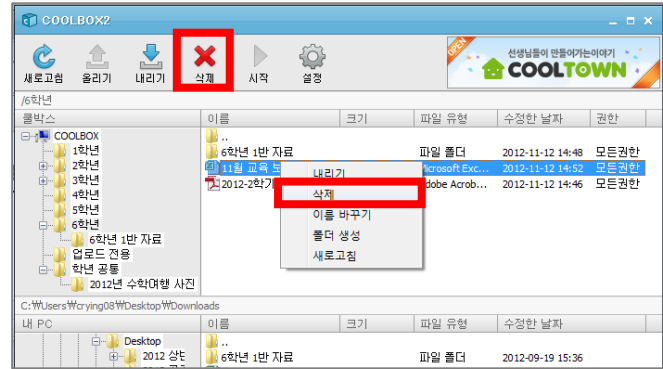 COOLBOX2
새로고침 올리기 내리기 삭제 시작 설정
OPEN
선생님들이 만들어가는이야기
COOLTOWN
/6학년
쿨박스 이름 크기 파일 유형 수정한 날짜 권한
COOLBOX
1학년
2학년
3학년
4학년
5학년
6학년
6학년 1반 자료
업로드 전용
학년 공통
2012년 수학여행 사진
..
6학년 1반 자료 파일 폴더 2012-11-12 14:48 모든권한
11월 교육 Microsoft Exc... 2012-11-12 14:52 모든권한
2012-2학기 Adobe Acrob... 2012-11-12 14:46 모든권한
내리기
삭제
이름 바꾸기
폴더 생성
새로고침
C:₩Users₩crying08₩Desktop₩Downloads
내 PC 이름 크기 파일 유형 수정한 날짜
Desktop
2012
..
6학년 1반 자료 파일 폴더 2012-09-19 15:36